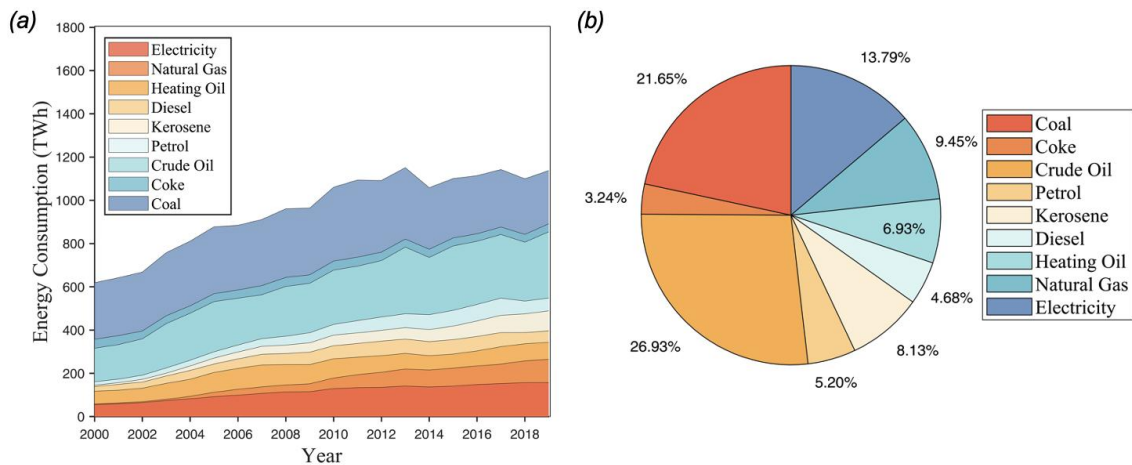 (a)
1800
1600
1400
1200
1000
800
600
400
200
0
Energy Consumption (TWh)
Electricity
Natural Gas
Heating Oil
Diesel
Kerosene
Petrol
Crude Oil
Coke
Coal
2000 2002 2004 2006 2008 2010 2012 2014 2016 2018
Year
(b)
21.65%
13.79%
9.45%
3.24%
6.93%
4.68%
26.93%
8.13%
5.20%
Coal
Coke
Crude Oil
Petrol
Kerosene
Diesel
Heating Oil
Natural Gas
Electricity